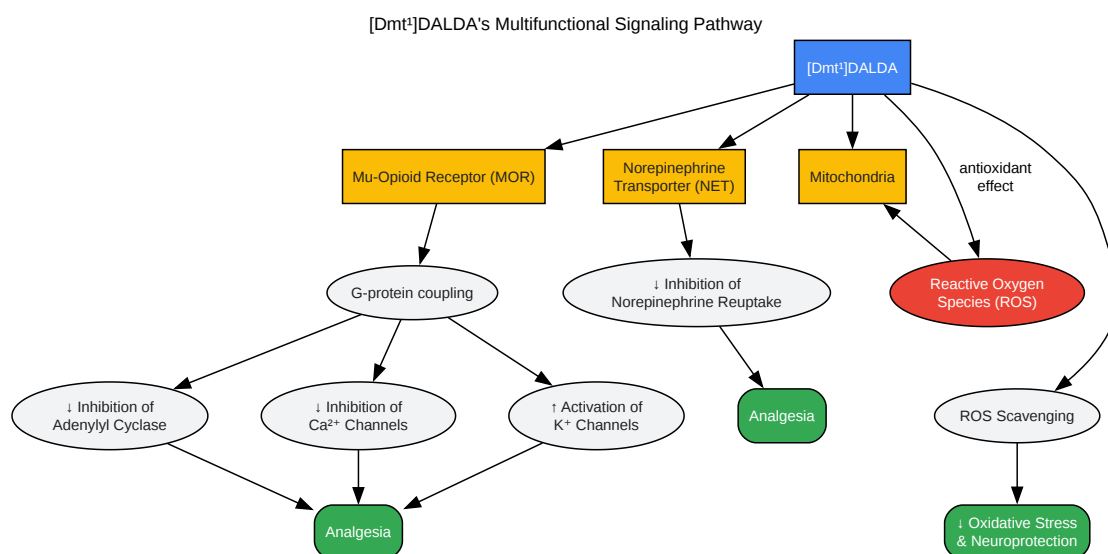 [Dmt¹]DALDA's Multifunctional Signaling Pathway
[Dmt¹]DALDA
Mu-Opioid Receptor (MOR)
Norepinephrine
Transporter (NET)
Mitochondria
antioxidant
effect
G-protein coupling
↓ Inhibition of
Norepinephrine Reuptake
Reactive Oxygen
Species (ROS)
↓ Inhibition of
Adenylyl Cyclase
↓ Inhibition of
Ca²⁺ Channels
↑ Activation of
K⁺ Channels
Analgesia
ROS Scavenging
Analgesia
↓ Oxidative Stress
& Neuroprotection